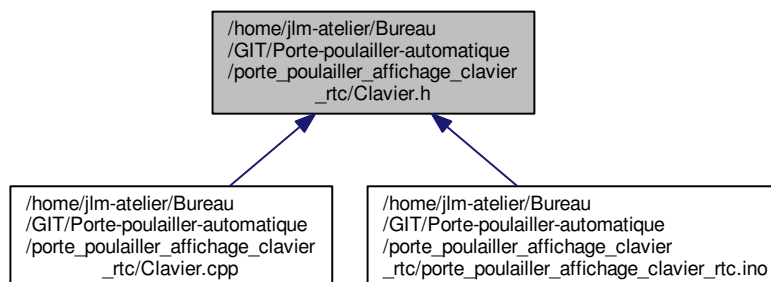 /home/jlm-atelier/Bureau
/GIT/Porte-poulailler-automatique
/porte_poulailler_affichage_clavier
_rtc/Clavier.h
/home/jlm-atelier/Bureau
/GIT/Porte-poulailler-automatique
/porte_poulailler_affichage_clavier
_rtc/Clavier.cpp
/home/jlm-atelier/Bureau
/GIT/Porte-poulailler-automatique
/porte_poulailler_affichage_clavier
_rtc/porte_poulailler_affichage_clavier_rtc.ino